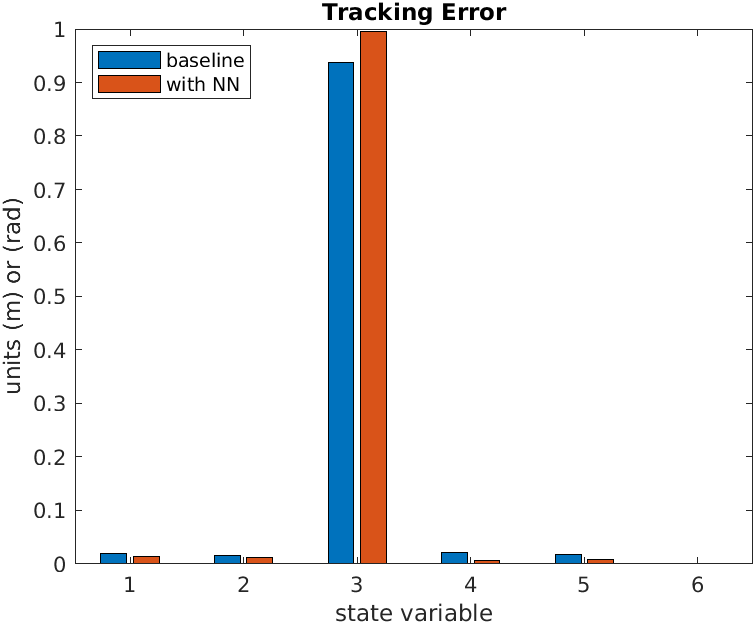 Tracking Error
baseline
with NN
1
0.9
0.8
0.7
0.6
0.5
0.4
0.3
0.2
0.1
0
units (m) or (rad)
1 2 3 4 5 6
state variable